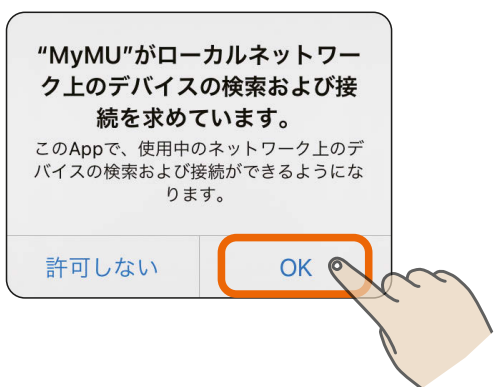 “MyMU”がローカルネットワー
ク上のデバイスの検索および接
続を求めています。
このAppで、使用中のネットワーク上のデ
バイスの検索および接続ができるようにな
ります。
許可しない
OK